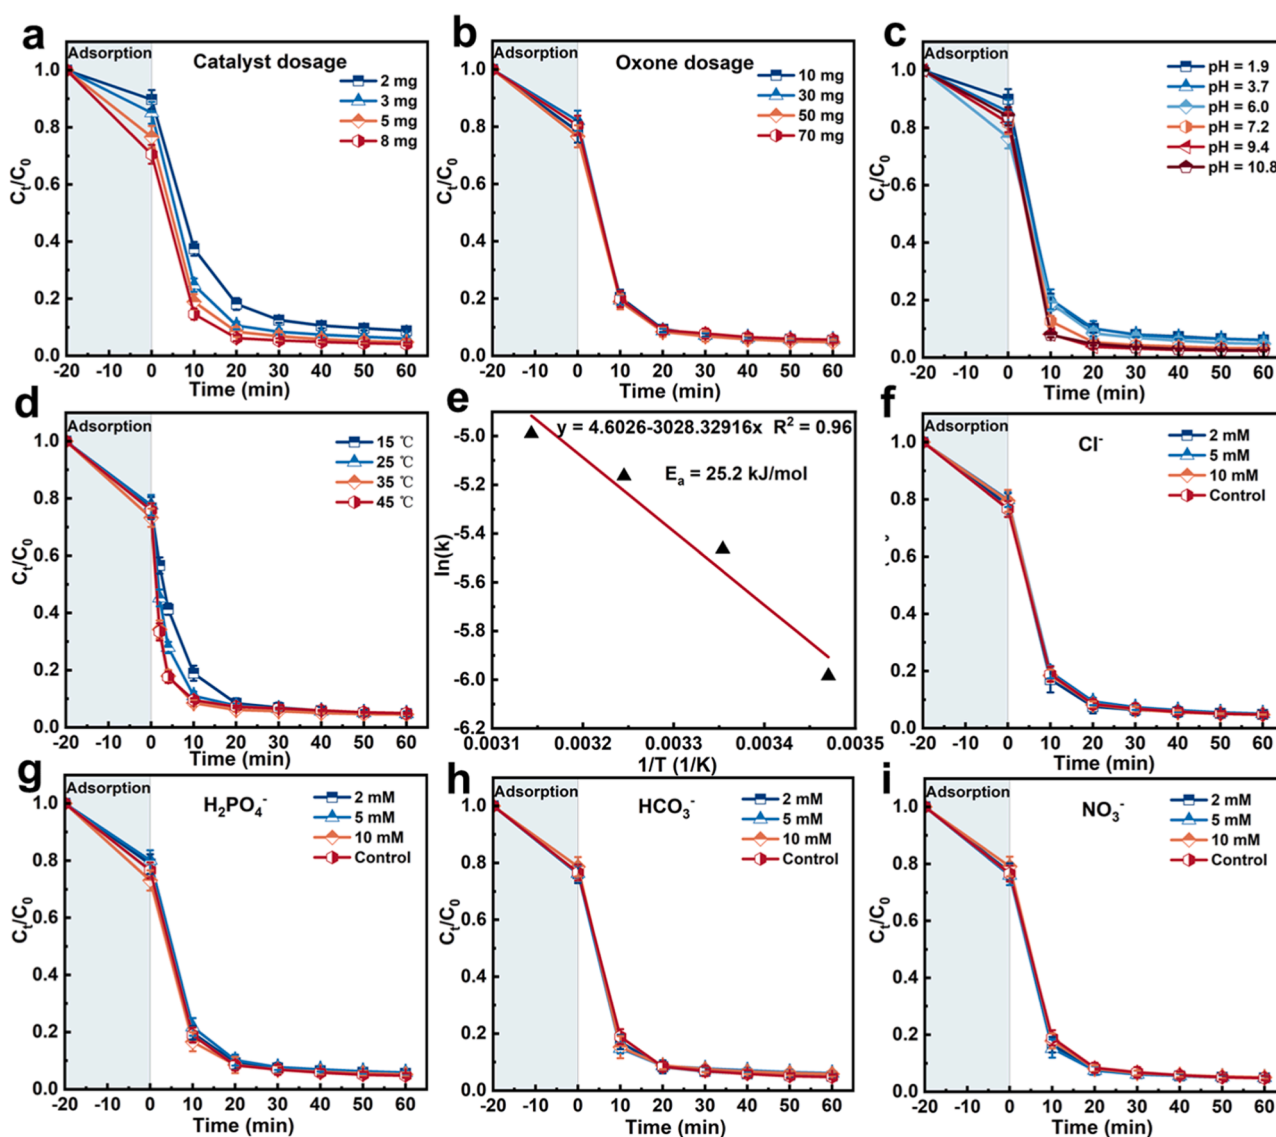 a
Adsorption
Catalyst dosage
2 mg
3 mg
5 mg
8 mg
Ct/C0
1.0
0.8
0.6
0.4
0.2
0.0
-20 -10 0 10 20 30 40 50 60
Time (min)
b
Adsorption
Oxone dosage
10 mg
30 mg
50 mg
70 mg
Ct/C0
1.0
0.8
0.6
0.4
0.2
0.0
-20 -10 0 10 20 30 40 50 60
Time (min)
c
Adsorption
pH = 1.9
pH = 3.7
pH = 6.0
pH = 7.2
pH = 9.4
pH = 10.8
Ct/C0
1.0
0.8
0.6
0.4
0.2
0.0
-20 -10 0 10 20 30 40 50 60
Time (min)
d
Adsorption
15 ℃
25 ℃
35 ℃
45 ℃
Ct/C0
1.0
0.8
0.6
0.4
0.2
0.0
-20 -10 0 10 20 30 40 50 60
Time (min)
e
y = 4.6026-3028.32916x R² = 0.96
Ea = 25.2 kJ/mol
ln(k)
-5.0
-5.2
-5.4
-5.6
-5.8
-6.0
-6.2
0.0031 0.0032 0.0033 0.0034 0.0035
1/T (1/K)
f
Adsorption
Cl⁻
2 mM
5 mM
10 mM
Control
1.0
0.8
0.6
0.4
0.2
0.0
-20 -10 0 10 20 30 40 50 60
Time (min)
g
Adsorption
H₂PO₄⁻
2 mM
5 mM
10 mM
Control
Ct/C0
1.0
0.8
0.6
0.4
0.2
0.0
-20 -10 0 10 20 30 40 50 60
Time (min)
h
Adsorption
HCO₃⁻
2 mM
5 mM
10 mM
Control
Ct/C0
1.0
0.8
0.6
0.4
0.2
0.0
-20 -10 0 10 20 30 40 50 60
Time (min)
i
Adsorption
NO₃⁻
2 mM
5 mM
10 mM
Control
Ct/C0
1.0
0.8
0.6
0.4
0.2
0.0
-20 -10 0 10 20 30 40 50 60
Time (min)